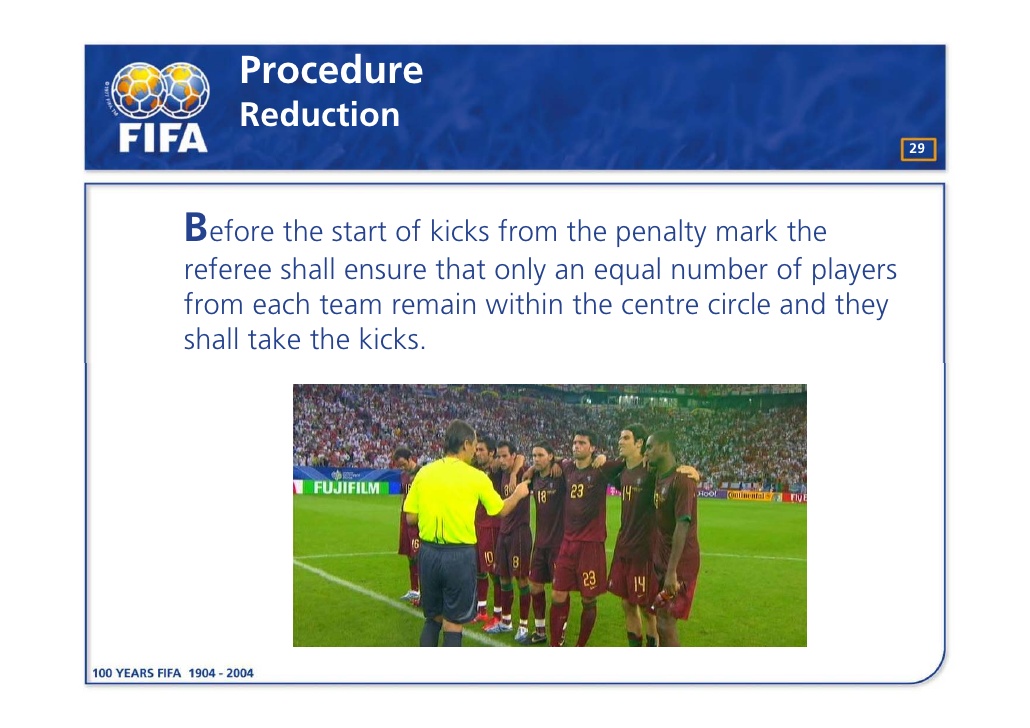 Procedure
Reduction
FIFA
29
Before the start of kicks from the penalty mark the
referee shall ensure that only an equal number of players
from each team remain within the centre circle and they
shall take the kicks.
FUJIFILM
Continental
16
10
8
18
23
14
23
14
100 YEARS FIFA 1904 - 2004